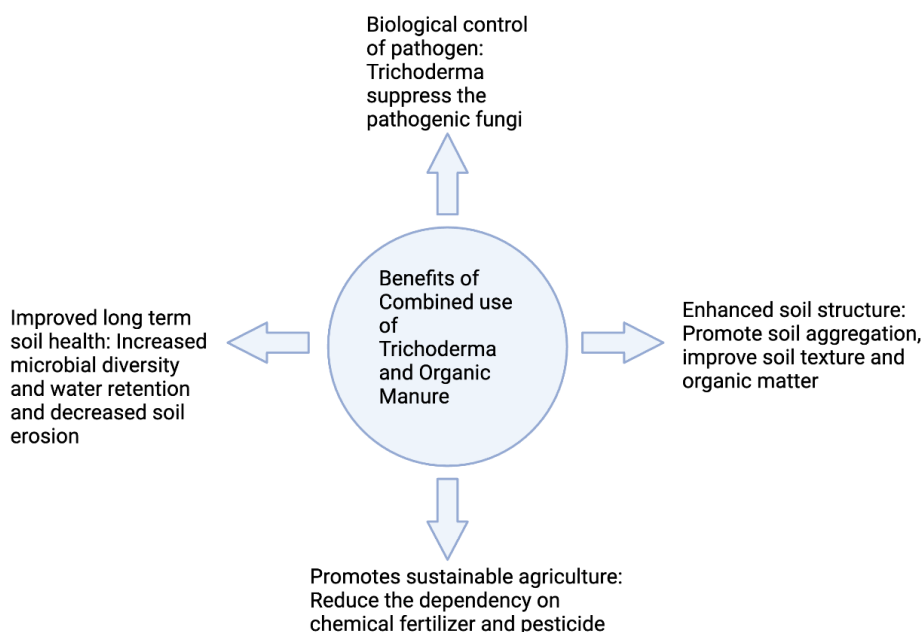 Biological control
of pathogen:
Trichoderma
suppress the
pathogenic fungi
Benefits of
Combined use
of
Trichoderma
and Organic
Manure
Improved long term
soil health: Increased
microbial diversity
and water retention
and decreased soil
erosion
Enhanced soil structure:
Promote soil aggregation,
improve soil texture and
organic matter
Promotes sustainable agriculture:
Reduce the dependency on
chemical fertilizer and pesticide